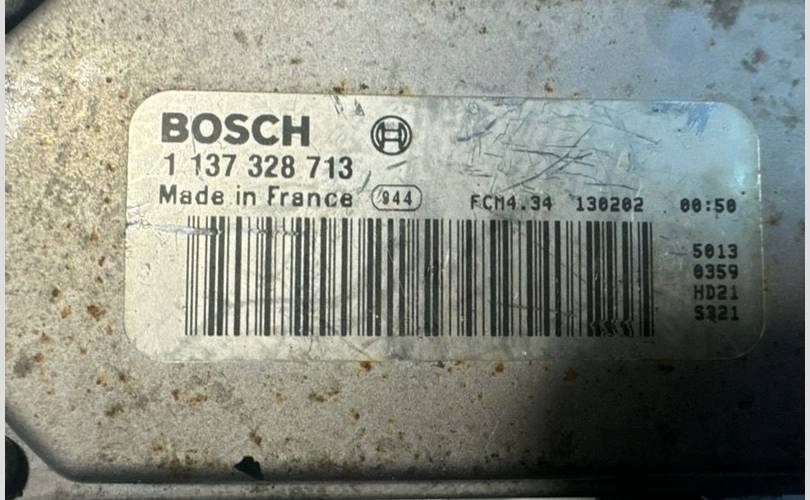 BOSCH
1 137 328 713
Made in France 944 FCM4.34 130202 00:50
5013
0359
HD21
S321